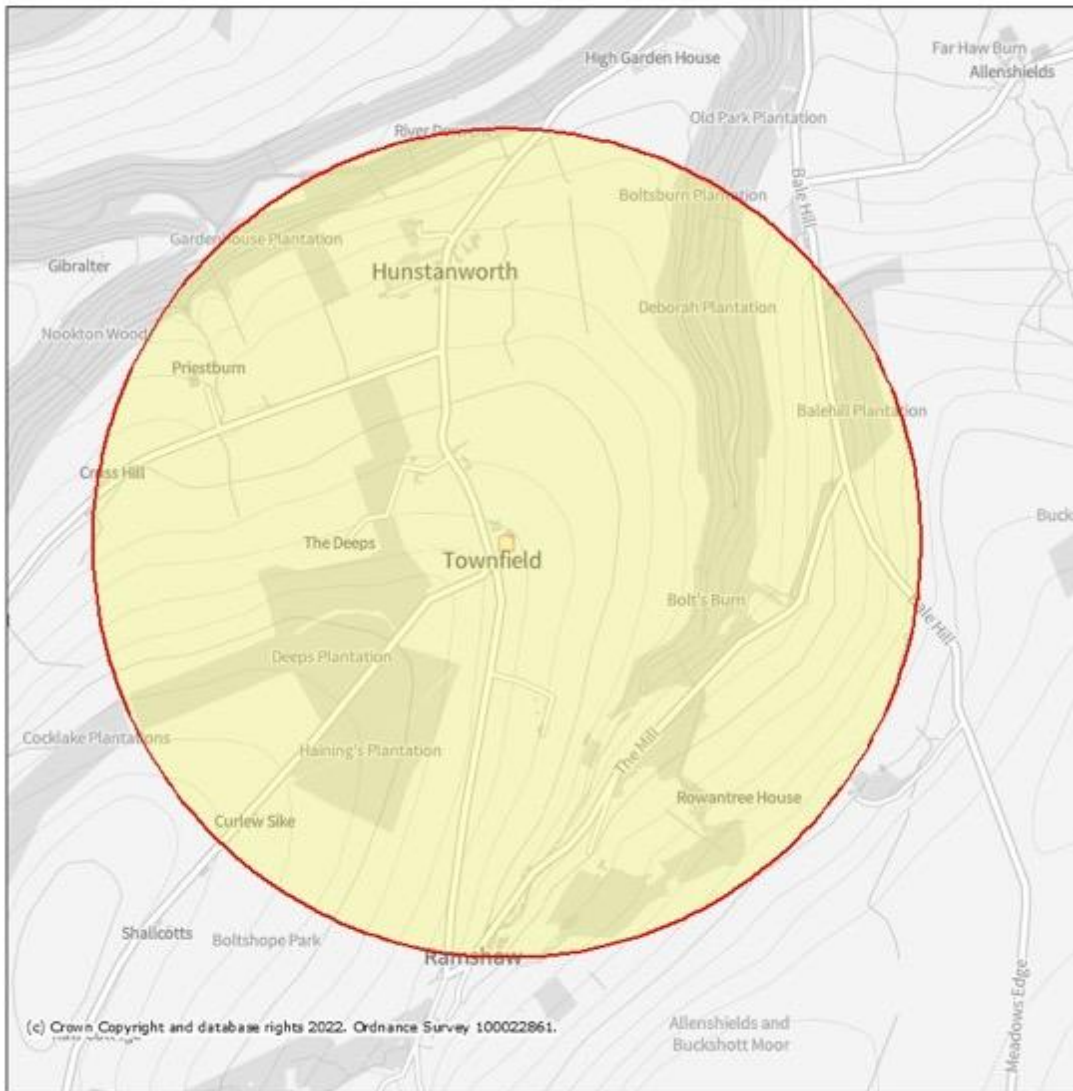 Far Haw Burn
High Garden House
Allenshields
Old Park Plantation
River
Bale Hill
Boltsburn Plantation
Gardenhouse Plantation
Gibralter
Hunstanworth
Deborah Plantation
Nookton Wood
Priestburn
Balehill Plantation
Cross Hill
Buck
The Deeps
Townfield
Bolt's Burn
Bale Hill
Deeps Plantation
Cocklake Plantations
Haining's Plantation
The Mill
Rowantree House
Curlew Sike
Shallcotts
Boltshope Park
Ramshaw
Meadows Edge
(c) Crown Copyright and database rights 2022. Ordnance Survey 100022861.
Allenshields and
Buckshott Moor